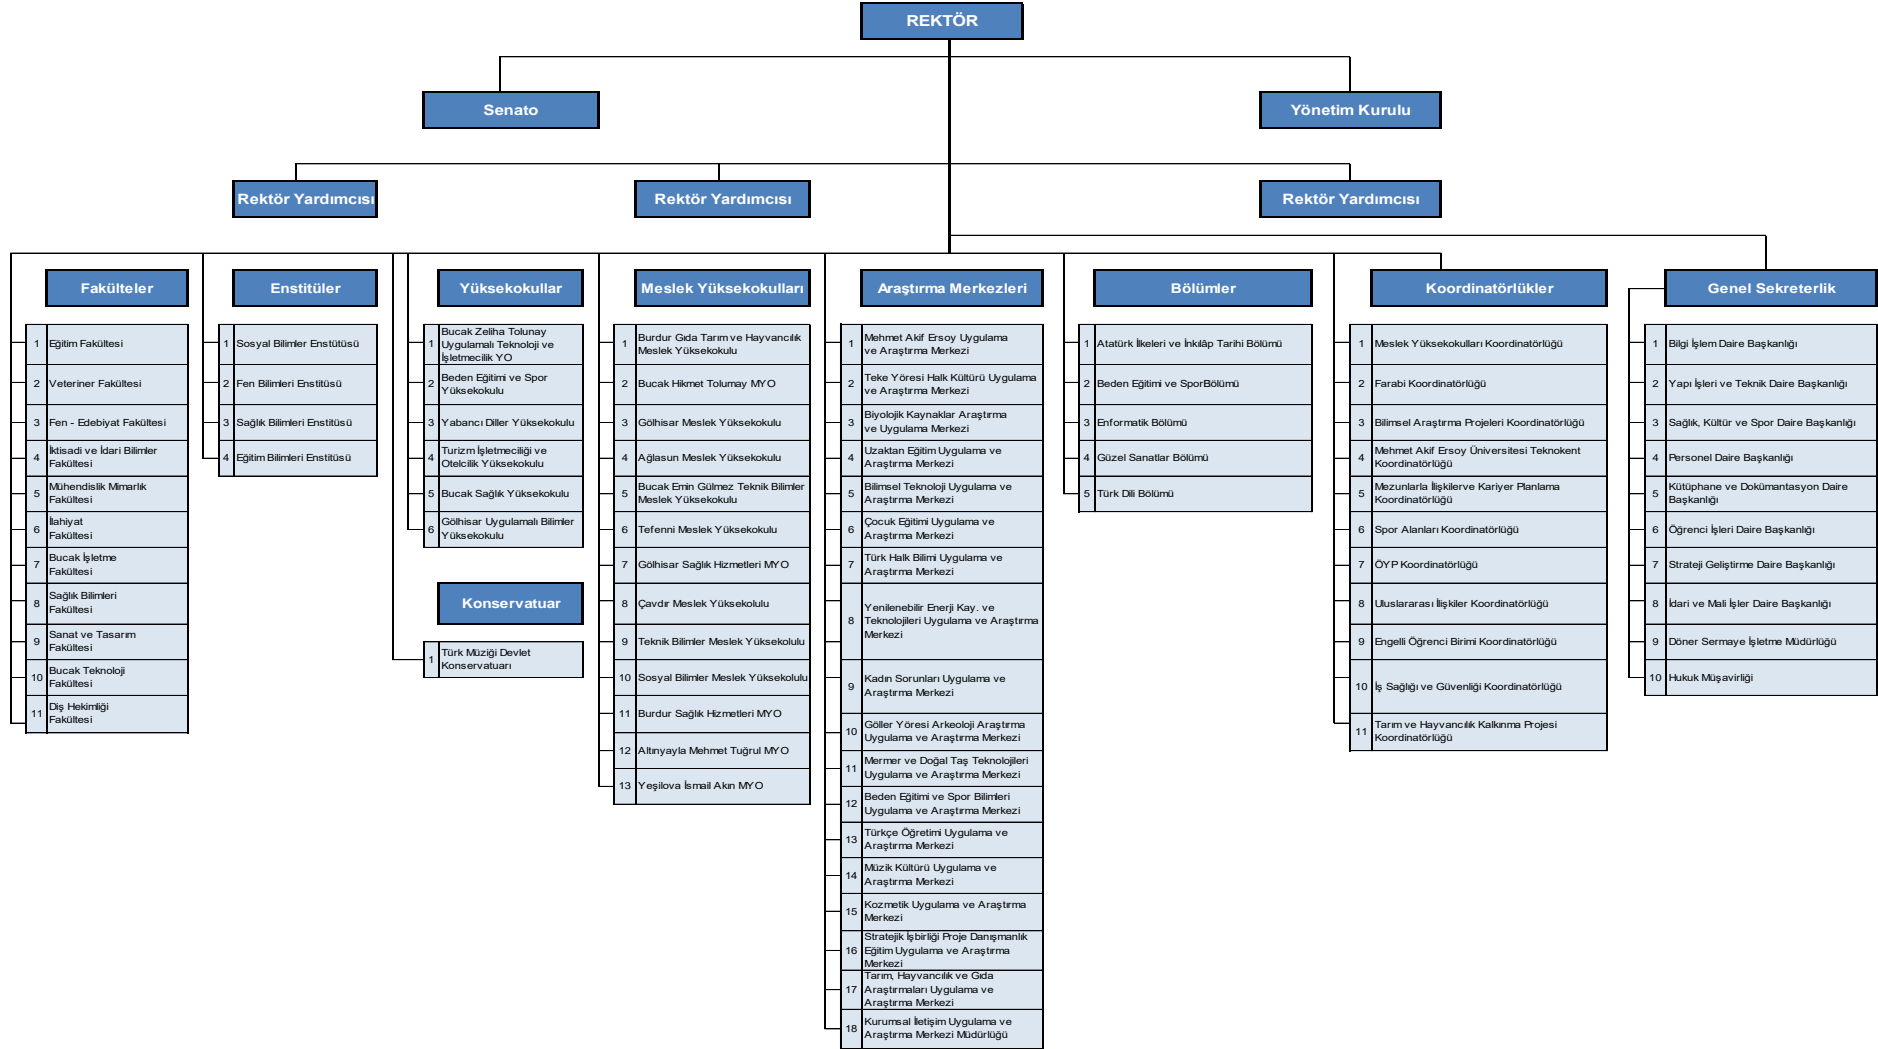 REKTÖR
Senato
Yönetim Kurulu
Rektör Yardımcısı
Rektör Yardımcısı
Rektör Yardımcısı
Fakülteler
1 Eğitim Fakültesi
2 Veteriner Fakültesi
3 Fen - Edebiyat Fakültesi
4 İktisadi ve İdari Bilimler
Fakültesi
5 Mühendislik Mimarlık
Fakültesi
6 İlahiyat
Fakültesi
7 Bucak İşletme
Fakültesi
8 Sağlık Bilimleri
Fakültesi
9 Sanat ve Tasarım
Fakültesi
10 Bucak Teknoloji
Fakültesi
11 Diş Hekimliği
Fakültesi
Enstitüler
1 Sosyal Bilimler Enstütüsü
2 Fen Bilimleri Enstitüsü
3 Sağlık Bilimleri Enstitüsü
4 Eğitim Bilimleri Enstitüsü
Yüksekokullar
1 Bucak Zeliha Tolunay
Uygulamalı Teknoloji ve
İşletmecilik YO
2 Beden Eğitimi ve Spor
Yüksekokulu
3 Yabancı Diller Yüksekokulu
4 Turizm İşletmeciliği ve
Otelcilik Yüksekokulu
5 Bucak Sağlık Yüksekokulu
6 Gölhisar Uygulamalı Bilimler
Yüksekokulu
Konservatuar
1 Türk Müziği Devlet
Konservatuarı
Meslek Yüksekokulları
1 Burdur Gıda Tarım ve Hayvancılık
Meslek Yüksekokulu
2 Bucak Hikmet Tolumay MYO
3 Gölhisar Meslek Yüksekokulu
4 Ağlasun Meslek Yüksekokulu
5 Bucak Emin Gülmez Teknik Bilimler
Meslek Yüksekokulu
6 Tefenni Meslek Yüksekokulu
7 Gölhisar Sağlık Hizmetleri MYO
8 Çavdır Meslek Yüksekolulu
9 Teknik Bilimler Meslek Yüksekolulu
10 Sosyal Bilimler Meslek Yüksekolulu
11 Burdur Sağlık Hizmetleri MYO
12 Altınyayla Mehmet Tuğrul MYO
13 Yeşilova İsmail Akın MYO
Araştırma Merkezleri
1 Mehmet Akif Ersoy Uygulama
ve Araştırma Merkezi
2 Teke Yöresi Halk Kültürü Uygulama
ve Araştırma Merkezi
3 Biyolojik Kaynaklar Araştırma
ve Uygulama Merkezi
4 Uzaktan Eğitim Uygulama ve
Araştırma Merkezi
5 Bilimsel Teknoloji Uygulama ve
Araştırma Merkezi
6 Çocuk Eğitimi Uygulama ve
Araştırma Merkezi
7 Türk Halk Bilimi Uygulama ve
Araştırma Merkezi
8 Yenilenebilir Enerji Kay. ve
Teknolojileri Uygulama ve Araştırma
Merkezi
9 Kadın Sorunları Uygulama ve
Araştırma Merkezi
10 Göller Yöresi Arkeoloji Araştırma
Uygulama ve Araştırma Merkezi
11 Mermer ve Doğal Taş Teknolojileri
Uygulama ve Araştırma Merkezi
12 Beden Eğitimi ve Spor Bilimleri
Uygulama ve Araştırma Merkezi
13 Türkçe Öğretimi Uygulama ve
Araştırma Merkezi
14 Müzik Kültürü Uygulama ve
Araştırma Merkezi
15 Kozmetik Uygulama ve Araştırma
Merkezi
16 Stratejik İşbirliği Proje Danışmanlık
Eğitim Uygulama ve Araştırma
Merkezi
17 Tarım, Hayvancılık ve Gıda
Araştırmaları Uygulama ve
Araştırma Merkezi
18 Kurumsal İletişim Uygulama ve
Araştırma Merkezi Müdürlüğü
Bölümler
1 Atatürk İlkeleri ve İnkılâp Tarihi Bölümü
2 Beden Eğitimi ve SporBölümü
3 Enformatik Bölümü
4 Güzel Sanatlar Bölümü
5 Türk Dili Bölümü
Koordinatörlükler
1 Meslek Yüksekokulları Koordinatörlüğü
2 Farabi Koordinatörlüğü
3 Bilimsel Araştırma Projeleri Koordinatörlüğü
4 Mehmet Akif Ersoy Üniversitesi Teknokent
Koordinatörlüğü
5 Mezunlarla İlişkilerve Kariyer Planlama
Koordinatörlüğü
6 Spor Alanları Koordinatörlüğü
7 ÖYP Koordinatörlüğü
8 Uluslararası İlişkiler Koordinatörlüğü
9 Engelli Öğrenci Birimi Koordinatörlüğü
10 İş Sağlığı ve Güvenliği Koordinatörlüğü
11 Tarım ve Hayvancılık Kalkınma Projesi
Koordinatörlüğü
Genel Sekreterlik
1 Bilgi İşlem Daire Başkanlığı
2 Yapı İşleri ve Teknik Daire Başkanlığı
3 Sağlık, Kültür ve Spor Daire Başkanlığı
4 Personel Daire Başkanlığı
5 Kütüphane ve Dokümantasyon Daire
Başkanlığı
6 Öğrenci İşleri Daire Başkanlığı
7 Strateji Geliştirme Daire Başkanlığı
8 İdari ve Mali İşler Daire Başkanlığı
9 Döner Sermaye İşletme Müdürlüğü
10 Hukuk Müşavirliği